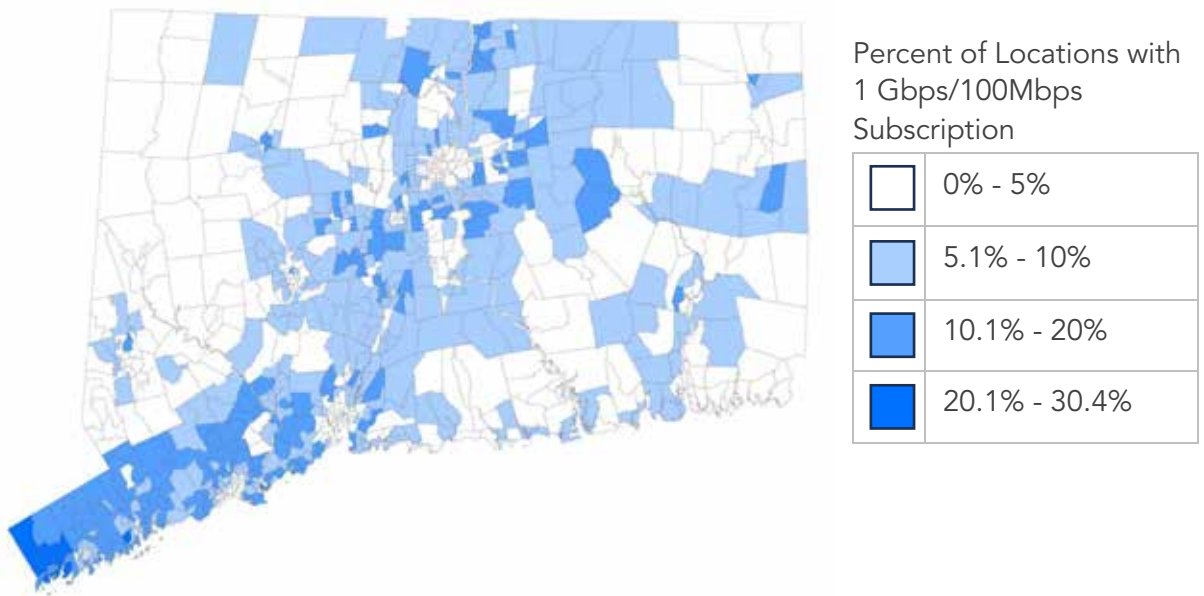 Percent of Locations with
1 Gbps/100Mbps
Subscription
0% - 5%
5.1% - 10%
10.1% - 20%
20.1% - 30.4%